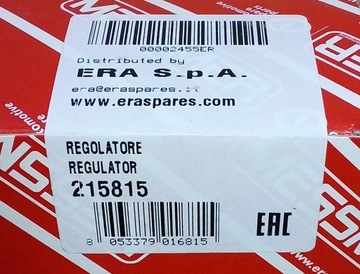 00002455ER
Distributed by
ERA S.p.A.
era@eraspares.it
www.eraspares.com
REGOLATORE
REGULATOR
215815
8 053379 016815
EAC